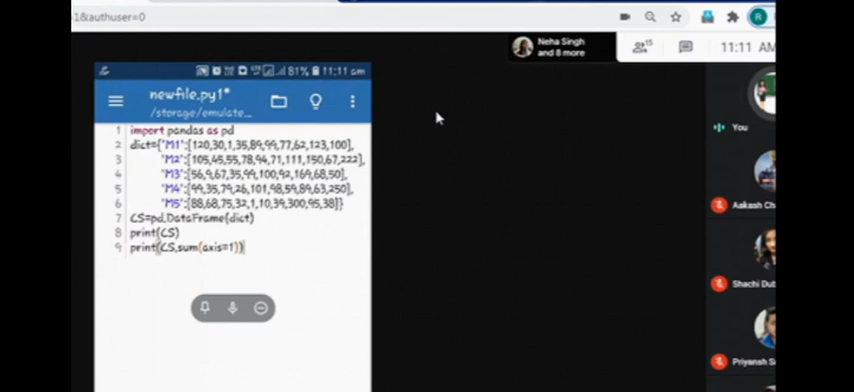 1&authuser=0
Neha Singh
and 8 more
15
11:11 AM
81% 11:11 am
newfile.py1*
/storage/emulate...
1 import pandas as pd
2 dict={"M1":[120,30,1,35,89,99,77,62,123,100],
3 "M2":[105,45,55,78,94,71,111,150,67,222],
4 "M3":[56,9,67,35,99,100,92,169,68,50],
5 "M4":[99,35,79,26,101,98,59,89,63,250],
6 "M5":[88,68,75,32,1,10,39,300,95,38]}
7 CS=pd.DataFrame(dict)
8 print(CS)
9 print(CS.sum(axis=1))
R
You
Aakash Ch
Shachi Dub
Priyansh S